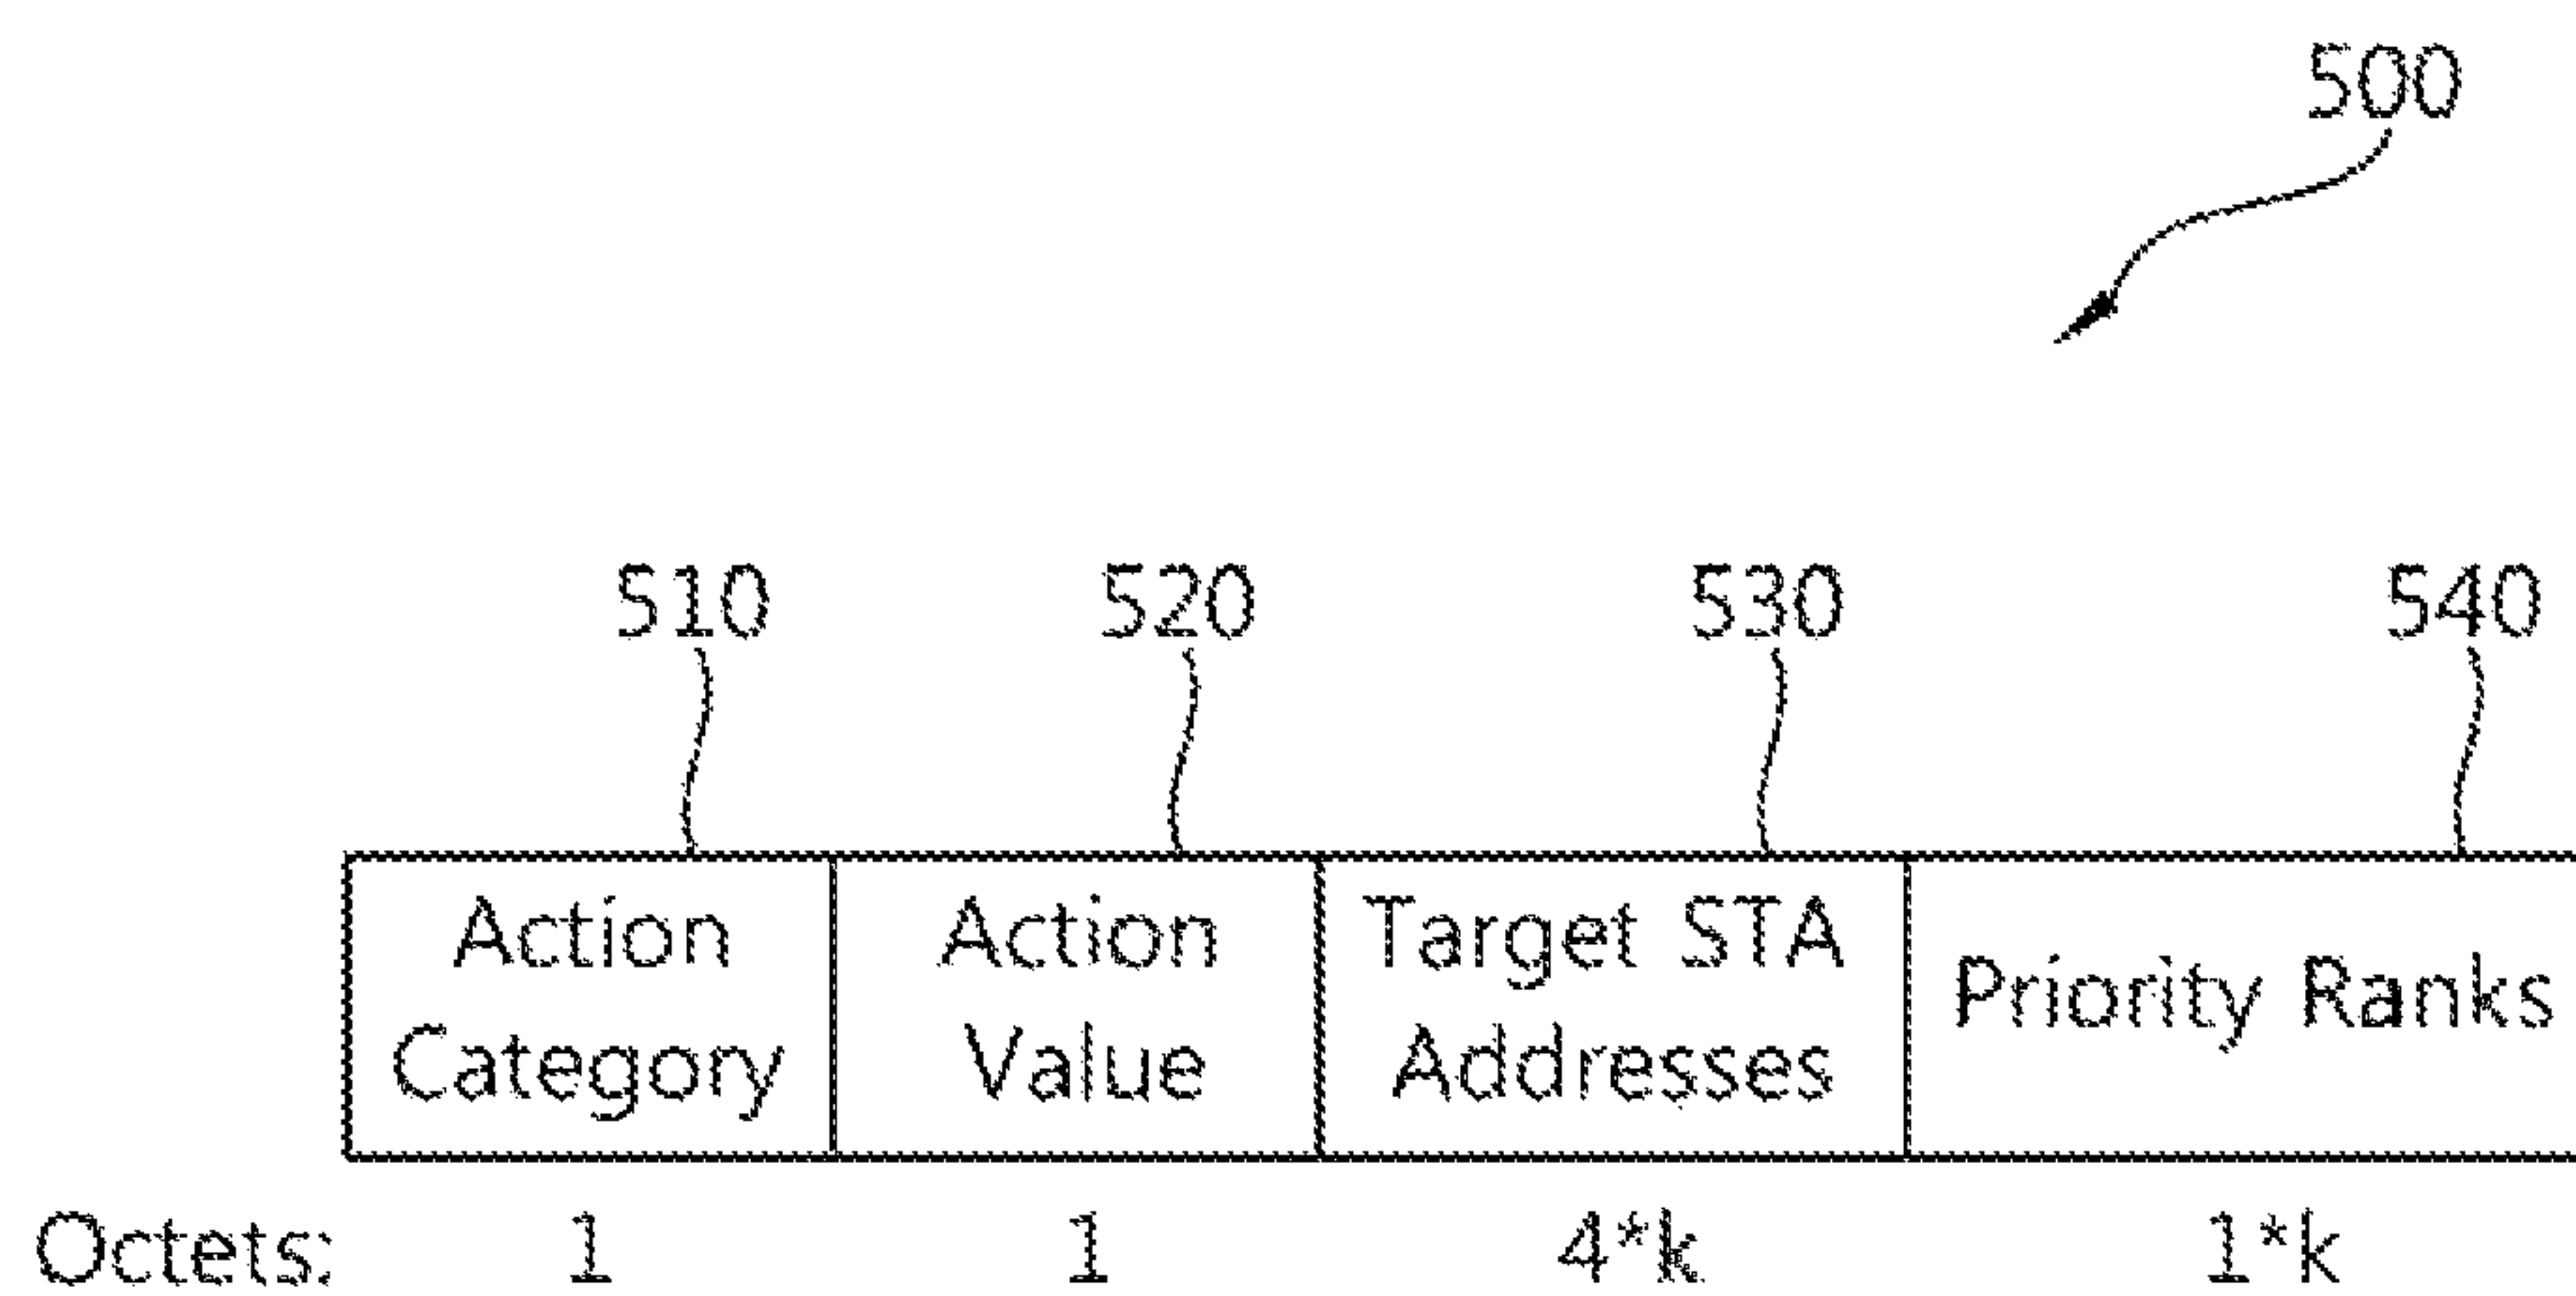 500
510 520 530 540
Action Category
Action Value
Target STA Addresses
Priority Ranks
Octets: 1 1 4*k 1*k